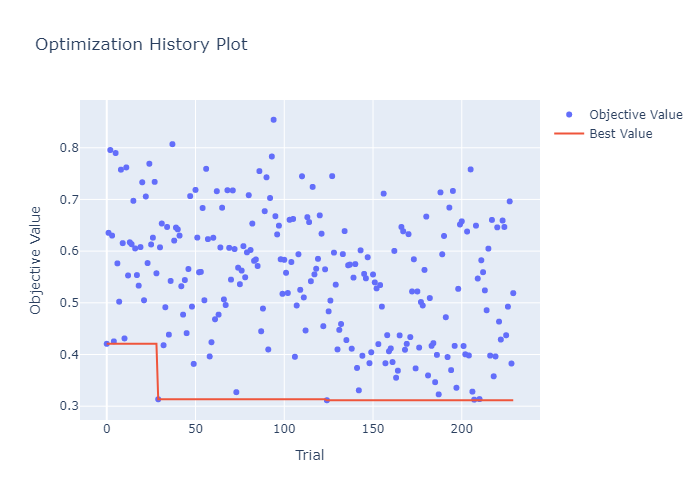 Optimization History Plot
Objective Value
Best Value
0.8
0.7
0.6
0.5
0.4
0.3
Objective Value
0
50
100
150
200
Trial